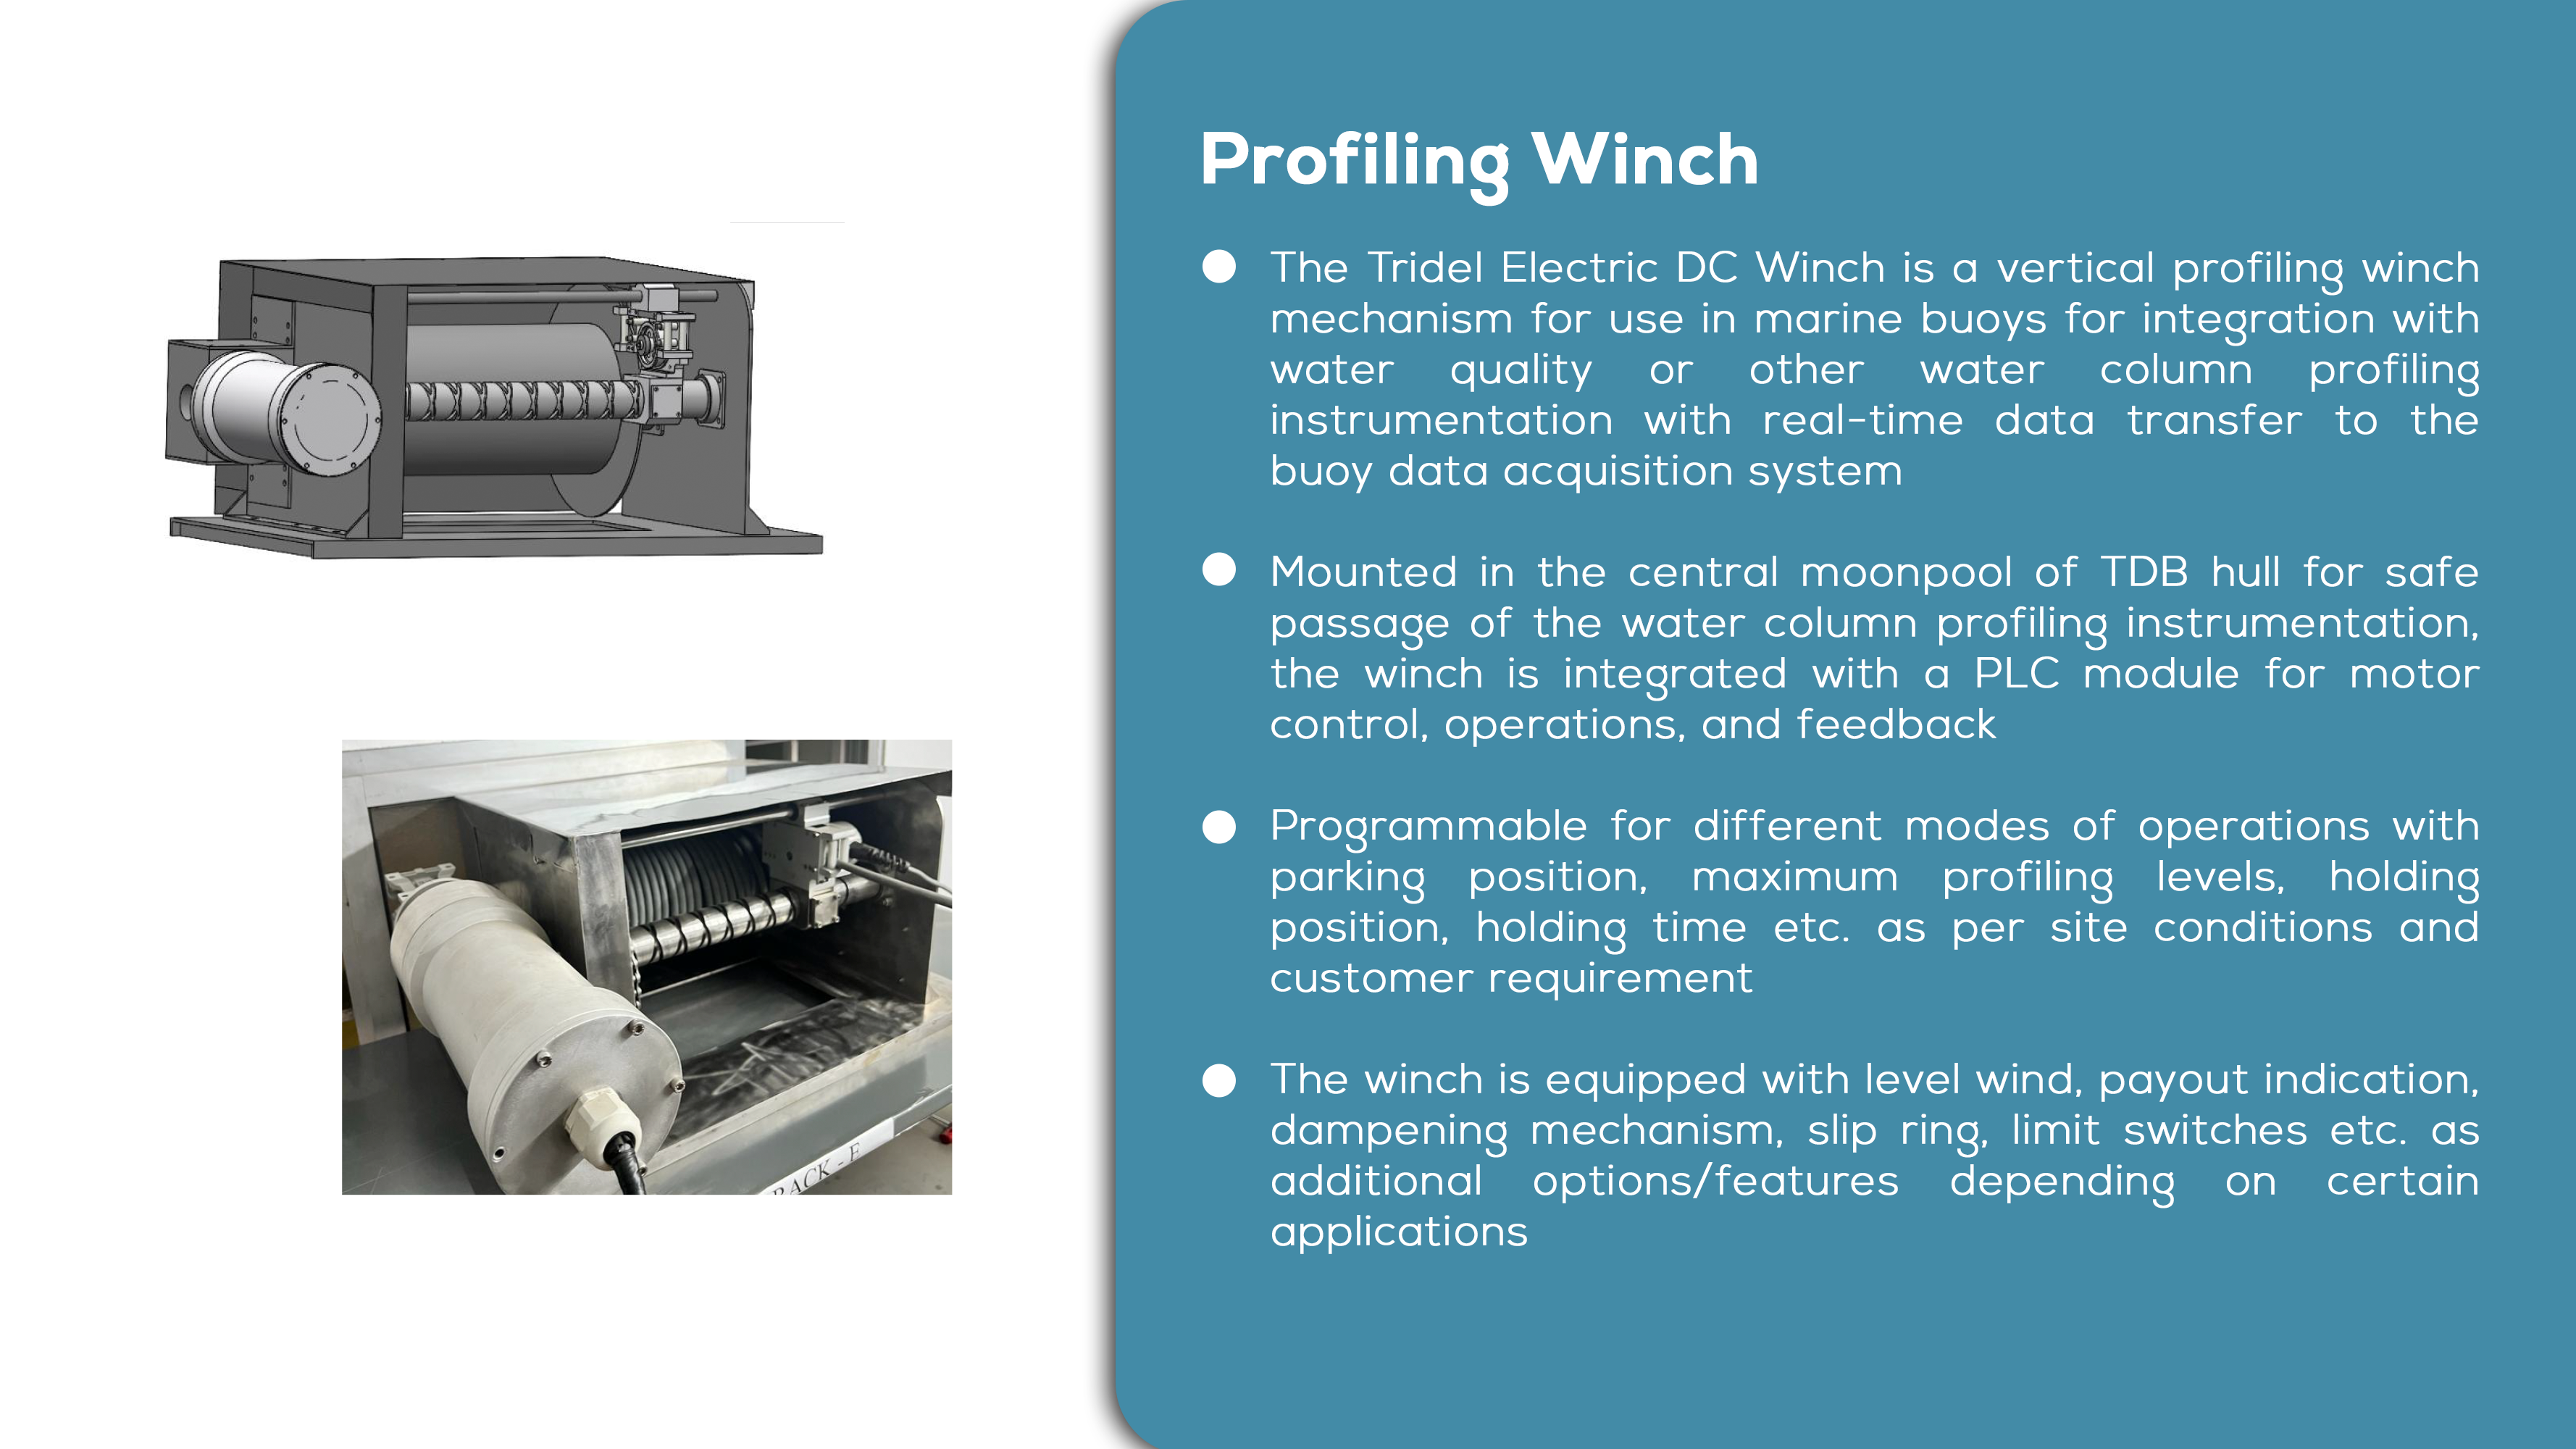 Profiling Winch
The Tridel Electric DC Winch is a vertical profiling winch
mechanism for use in marine buoys for integration with
water quality or other water column profiling
instrumentation with real-time data transfer to the
buoy data acquisition system
Mounted in the central moonpool of TDB hull for safe
passage of the water column profiling instrumentation,
the winch is integrated with a PLC module for motor
control, operations, and feedback
Programmable for different modes of operations with
parking position, maximum profiling levels, holding
position, holding time etc. as per site conditions and
customer requirement
The winch is equipped with level wind, payout indication,
dampening mechanism, slip ring, limit switches etc. as
additional options/features depending on certain
applications